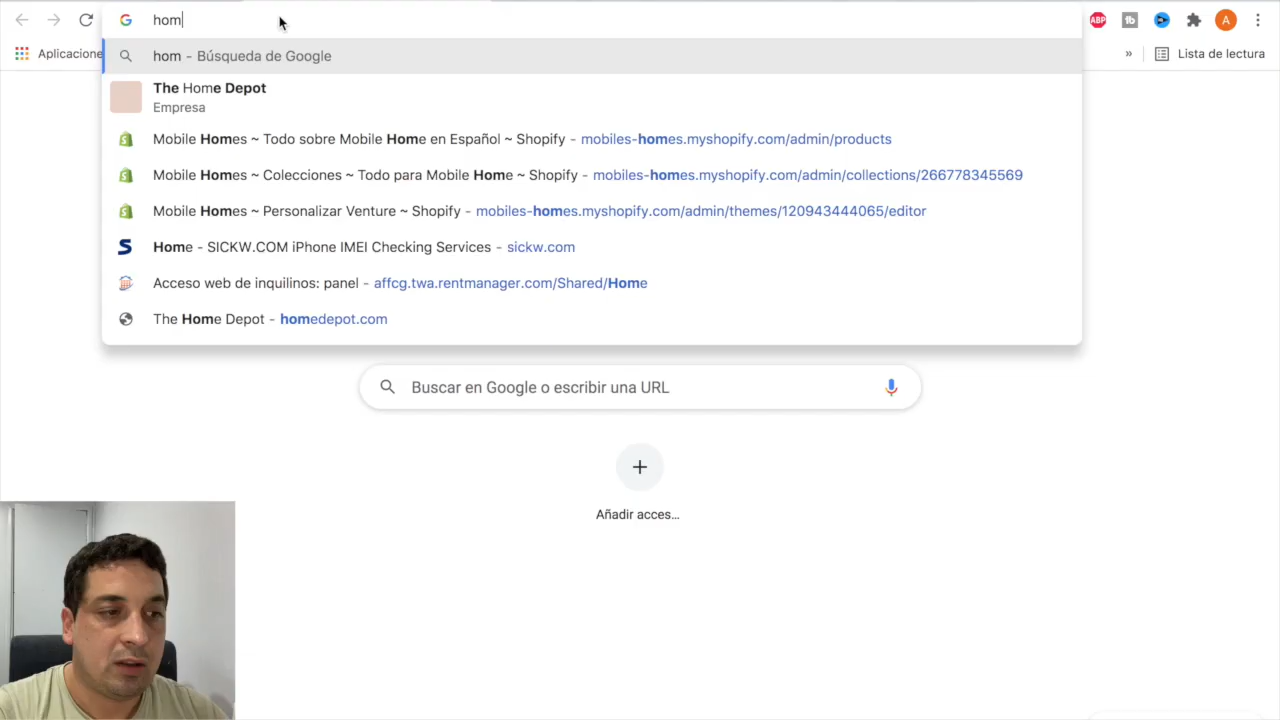 hom
ABP
A
Aplicacione
»
Lista de lectura
hom - Búsqueda de Google
The Home Depot
Empresa
Mobile Homes ~ Todo sobre Mobile Home en Español ~ Shopify - mobiles-homes.myshopify.com/admin/products
Mobile Homes ~ Colecciones ~ Todo para Mobile Home ~ Shopify - mobiles-homes.myshopify.com/admin/collections/266778345569
Mobile Homes ~ Personalizar Venture ~ Shopify - mobiles-homes.myshopify.com/admin/themes/120943444065/editor
S Home - SICKW.COM iPhone IMEI Checking Services - sickw.com
Acceso web de inquilinos: panel - affcg.twa.rentmanager.com/Shared/Home
The Home Depot - homedepot.com
Buscar en Google o escribir una URL
Añadir acces...